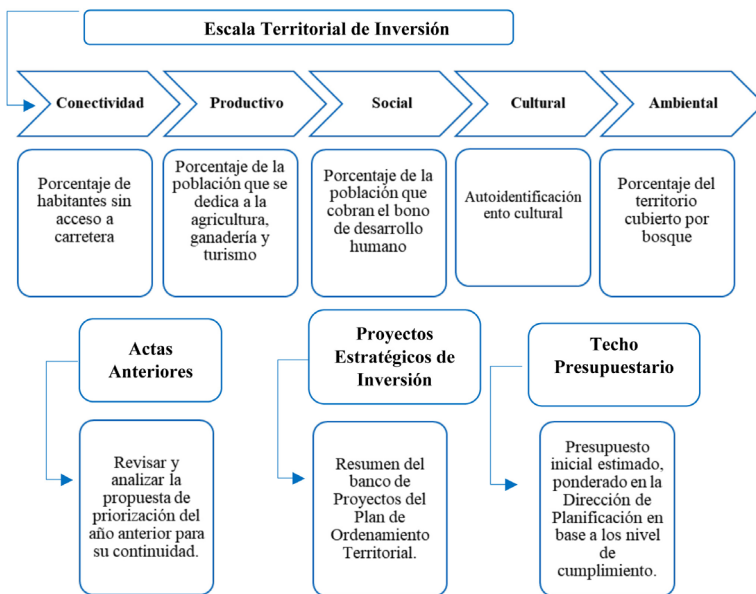 Escala Territorial de Inversión
Conectividad
Productivo
Social
Cultural
Ambiental
Porcentaje de
habitantes sin
acceso a
carretera
Porcentaje de la
población que se
dedica a la
agricultura,
ganadería y
turismo
Porcentaje de la
población que
cobran el bono
de desarrollo
humano
Autoidentificación
ento cultural
Porcentaje del
territorio
cubierto por
bosque
Actas
Anteriores
Proyectos
Estratégicos de
Inversión
Techo
Presupuestario
Revisar y
analizar la
propuesta de
priorización del
año anterior para
su continuidad.
Resumen del
banco de
Proyectos del
Plan de
Ordenamiento
Territorial.
Presupuesto
inicial estimado,
ponderado en la
Dirección de
Planificación en
base a los nivel
de
cumplimiento.